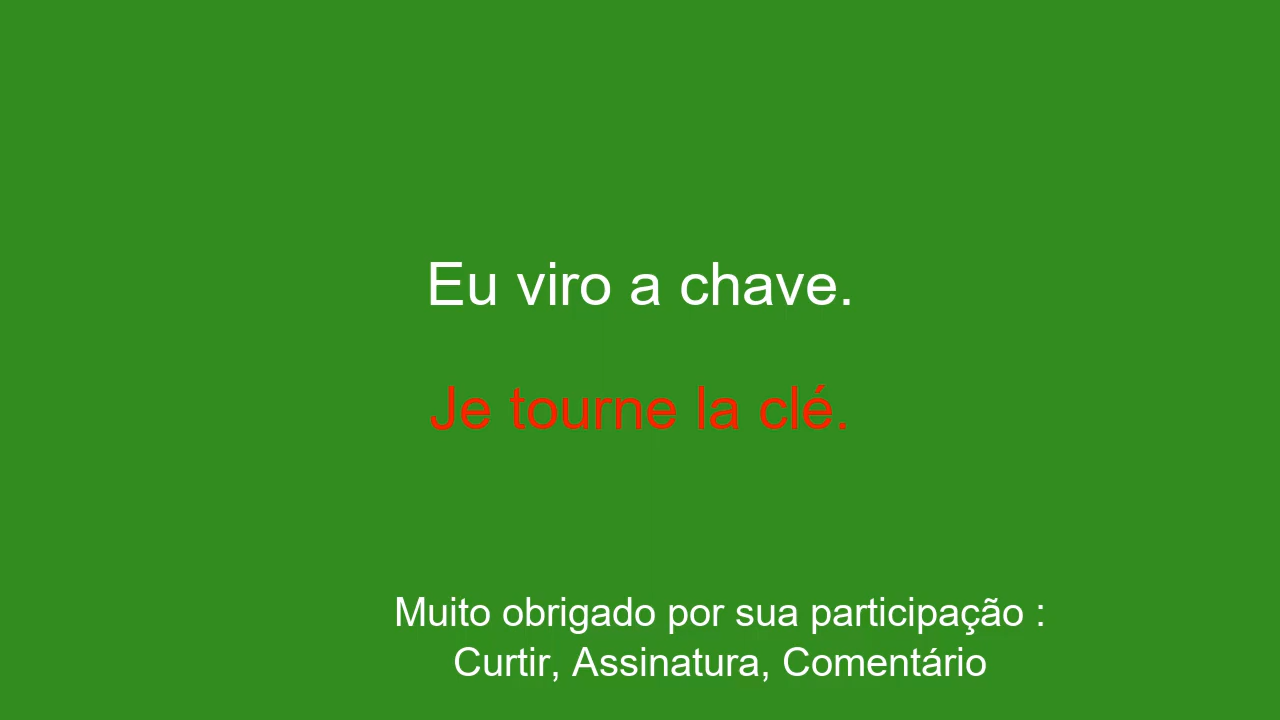 Eu viro a chave.
Je tourne la clé.
Muito obrigado por sua participação :
Curtir, Assinatura, Comentário